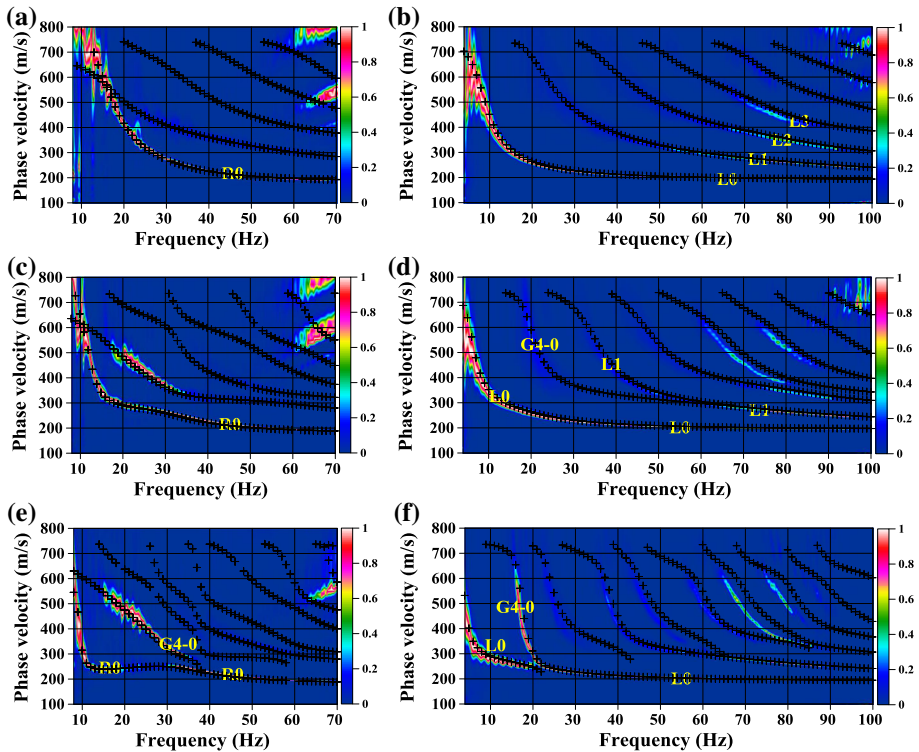 (a)
Phase velocity (m/s)
800
700
600
500
400
300
200
100
10 20 30 40 50 60 70
Frequency (Hz)
R0
1
0.8
0.6
0.4
0.2
0
(b)
Phase velocity (m/s)
800
700
600
500
400
300
200
100
10 20 30 40 50 60 70 80 90 100
Frequency (Hz)
L3
L2
L1
L0
1
0.8
0.6
0.4
0.2
0
(c)
Phase velocity (m/s)
800
700
600
500
400
300
200
100
10 20 30 40 50 60 70
Frequency (Hz)
R0
1
0.8
0.6
0.4
0.2
0
(d)
Phase velocity (m/s)
800
700
600
500
400
300
200
100
10 20 30 40 50 60 70 80 90 100
Frequency (Hz)
G4-0
L1
L0
L1
L0
1
0.8
0.6
0.4
0.2
0
(e)
Phase velocity (m/s)
800
700
600
500
400
300
200
100
10 20 30 40 50 60 70
Frequency (Hz)
G4-0
R0 R0
1
0.8
0.6
0.4
0.2
0
(f)
Phase velocity (m/s)
800
700
600
500
400
300
200
100
10 20 30 40 50 60 70 80 90 100
Frequency (Hz)
G4-0
L0
L0
1
0.8
0.6
0.4
0.2
0